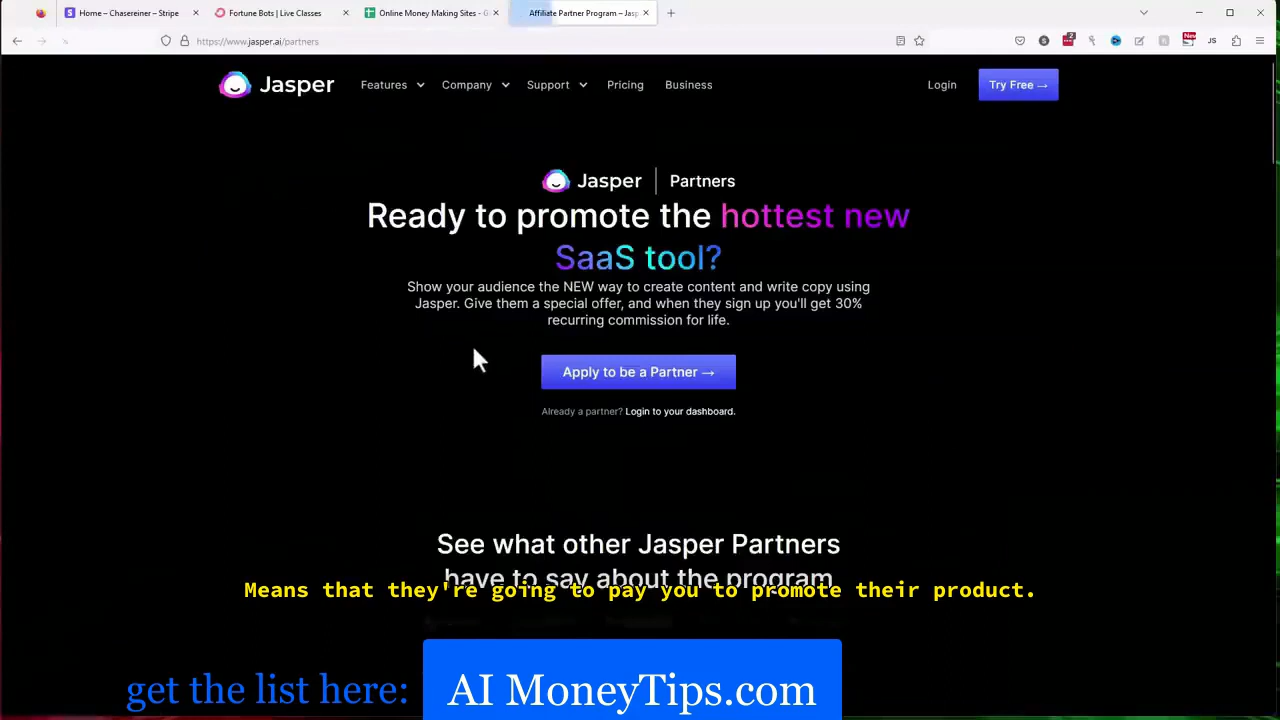 Home – Chasereiner – Stripe
Fortune Bots | Live Classes
Online Money Making Sites - G
Affiliate Partner Program – Jasp
https://www.jasper.ai/partners
2
New
JS
Jasper
Features
Company
Support
Pricing
Business
Login
Try Free →
Jasper | Partners
Ready to promote the hottest new
SaaS tool?
Show your audience the NEW way to create content and write copy using
Jasper. Give them a special offer, and when they sign up you'll get 30%
recurring commission for life.
Apply to be a Partner →
Already a partner? Login to your dashboard.
See what other Jasper Partners
have to say about the program
Means that they're going to pay you to promote their product.
get the list here: AI MoneyTips.com